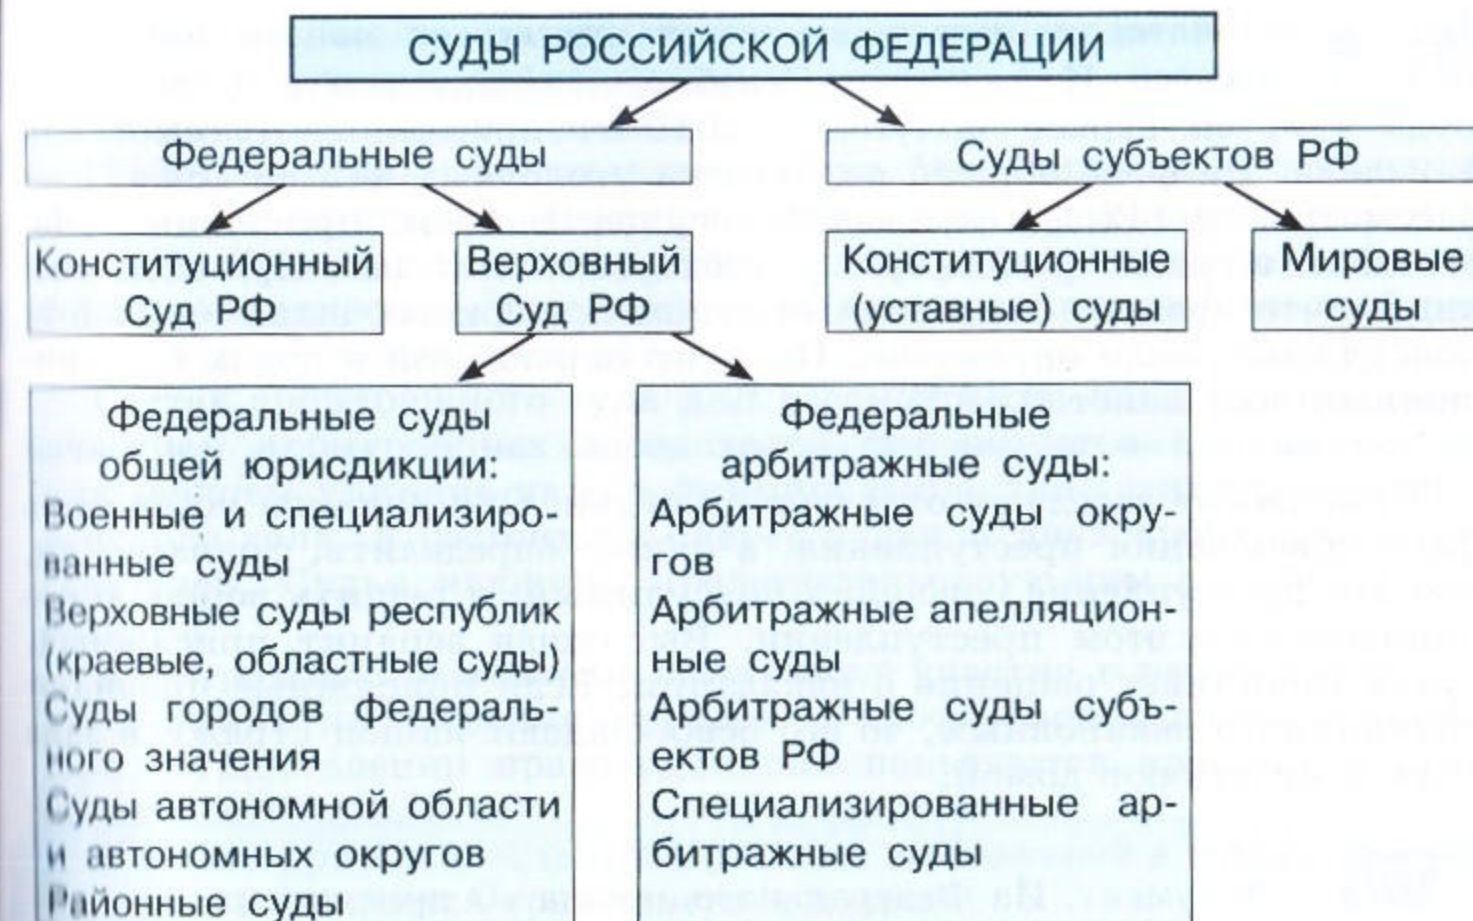 СУДЫ РОССИЙСКОЙ ФЕДЕРАЦИИ
Федеральные суды
Суды субъектов РФ
Конституционный
Суд РФ
Верховный
Суд РФ
Конституционные
(уставные) суды
Мировые
суды
Федеральные суды
общей юрисдикции:
Военные и специализиро-
ванные суды
Верховные суды республик
(краевые, областные суды)
Суды городов федераль-
ного значения
Суды автономной области
и автономных округов
Районные суды
Федеральные
арбитражные суды:
Арбитражные суды окру-
гов
Арбитражные апелляцион-
ные суды
Арбитражные суды субъ-
ектов РФ
Специализированные ар-
битражные суды